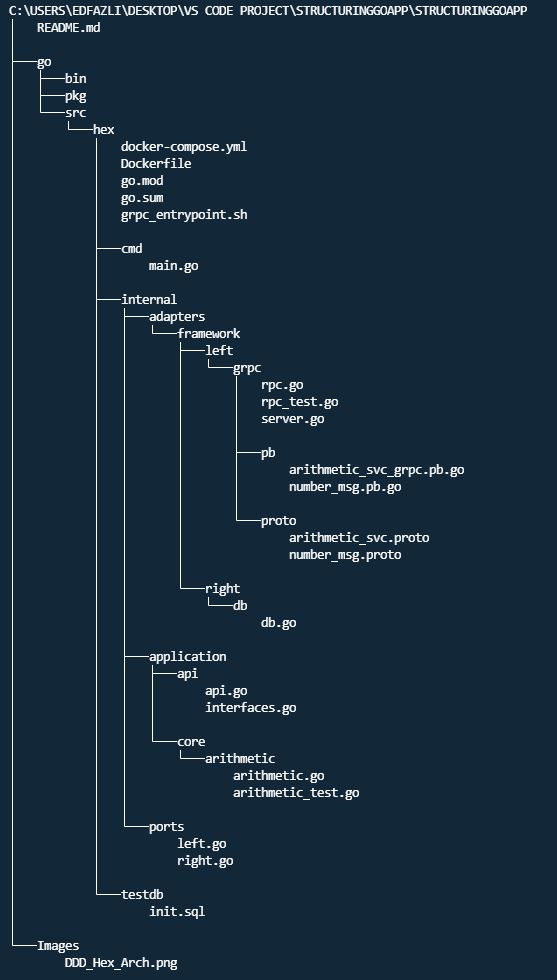 C:\USERS\EDFAZLI\DESKTOP\VS CODE PROJECT\STRUCTURINGGOAPP\STRUCTURINGGOAPP
README.md
go
bin
pkg
src
hex
docker-compose.yml
Dockerfile
go.mod
go.sum
grpc_entrypoint.sh
cmd
main.go
internal
adapters
framework
left
grpc
rpc.go
rpc_test.go
server.go
pb
arithmetic_svc_grpc.pb.go
number_msg.pb.go
proto
arithmetic_svc.proto
number_msg.proto
right
db
db.go
application
api
api.go
interfaces.go
core
arithmetic
arithmetic.go
arithmetic_test.go
ports
left.go
right.go
testdb
init.sql
Images
DDD_Hex_Arch.png